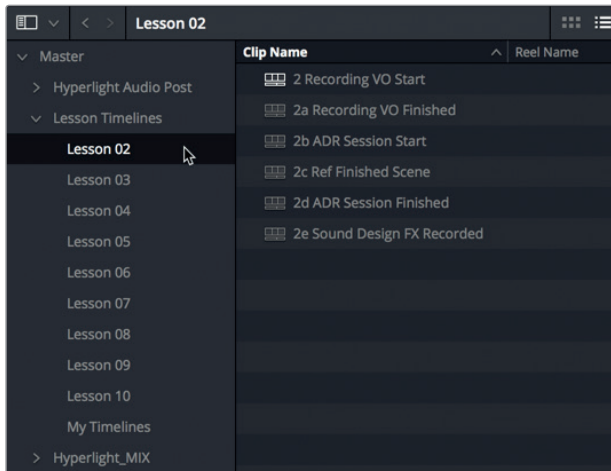 Lesson 02
Master
Hyperlight Audio Post
Lesson Timelines
Lesson 02
Lesson 03
Lesson 04
Lesson 05
Lesson 06
Lesson 07
Lesson 08
Lesson 09
Lesson 10
My Timelines
Hyperlight_MIX
Clip Name
Reel Name
2 Recording VO Start
2a Recording VO Finished
2b ADR Session Start
2c Ref Finished Scene
2d ADR Session Finished
2e Sound Design FX Recorded